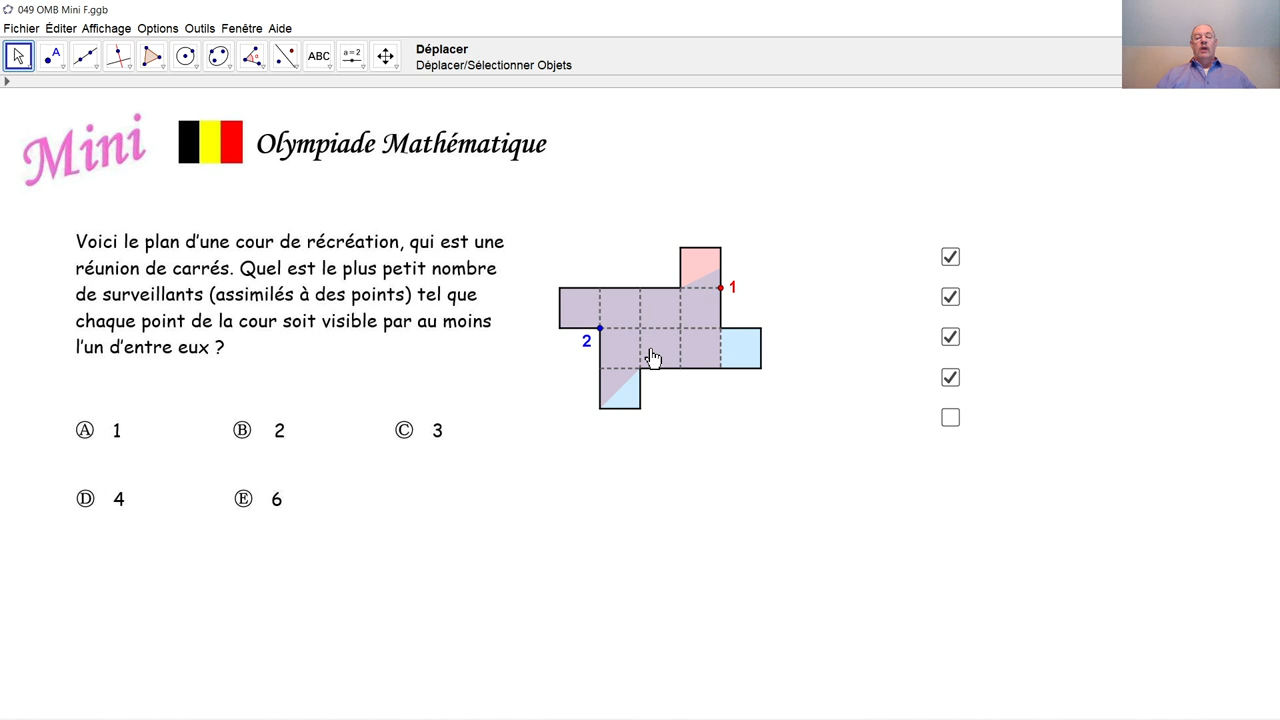 049 OMB Mini F.ggb
Fichier Éditer Affichage Options Outils Fenêtre Aide
A ABC a=2 Déplacer
Déplacer/Sélectionner Objets
Mini Olympiade Mathématique
Voici le plan d'une cour de récréation, qui est une
réunion de carrés. Quel est le plus petit nombre
de surveillants (assimilés à des points) tel que
chaque point de la cour soit visible par au moins
l'un d'entre eux ?
1
2
Ⓐ 1 Ⓑ 2 Ⓒ 3
Ⓓ 4 Ⓔ 6